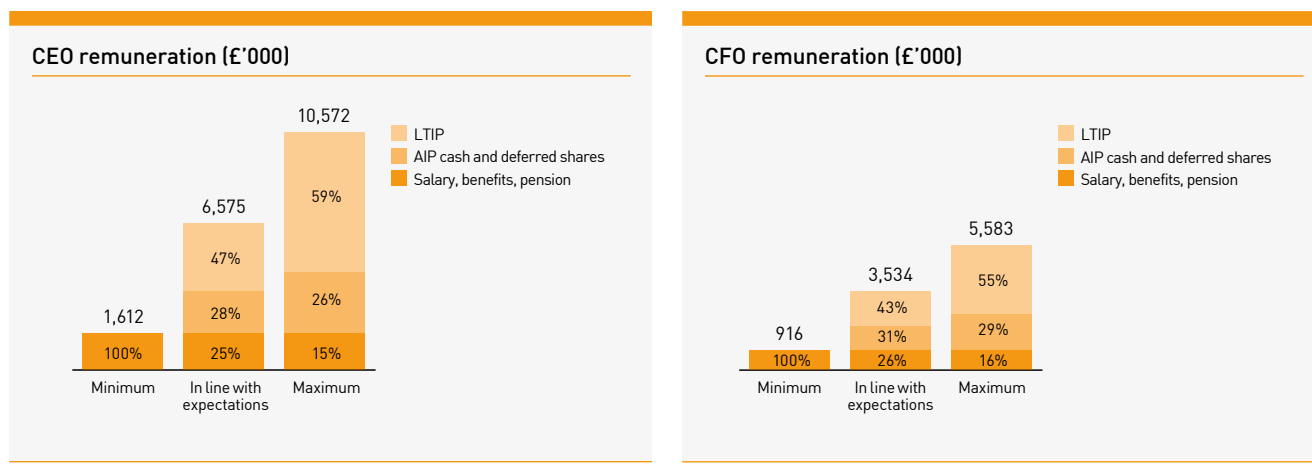 CEO remuneration (£'000)
10,572
LTIP
AIP cash and deferred shares
Salary, benefits, pension
6,575
59%
47%
1,612
28%
26%
100%
25%
15%
Minimum
In line with
expectations
Maximum
CFO remuneration (£'000)
LTIP
AIP cash and deferred shares
Salary, benefits, pension
5,583
3,534
55%
916
43%
31%
29%
100%
26%
16%
Minimum
In line with
expectations
Maximum